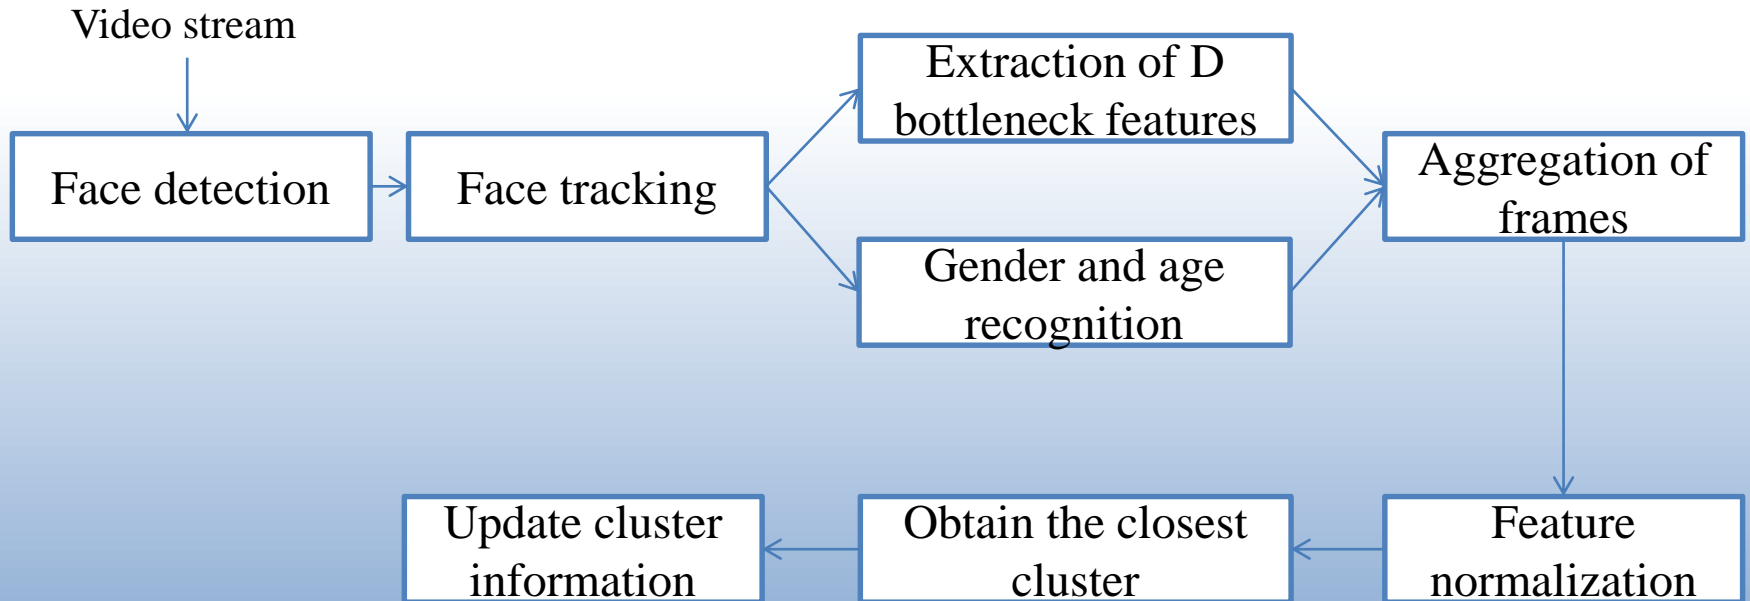 Video stream
Face detection
Face tracking
Extraction of D
bottleneck features
Gender and age
recognition
Aggregation of
frames
Feature
normalization
Obtain the closest
cluster
Update cluster
information